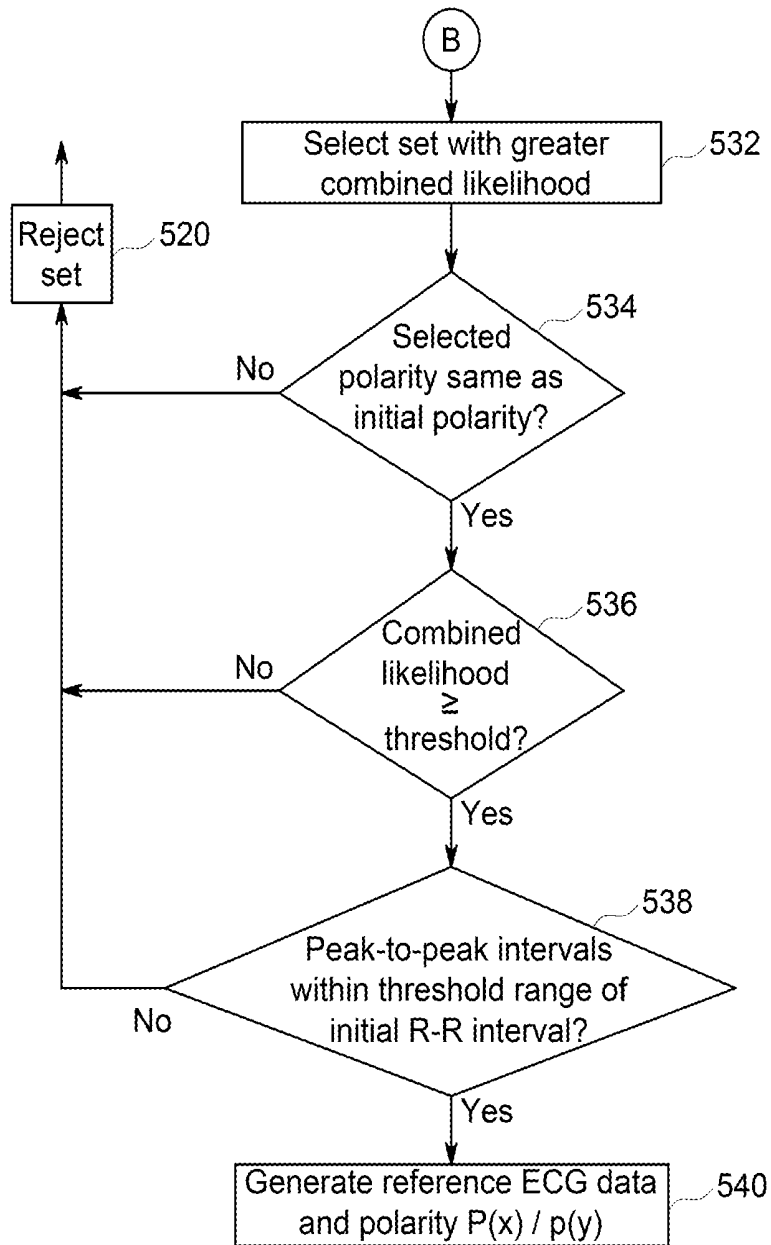 B
Select set with greater
combined likelihood
532
Reject
set
520
534
Selected
polarity same as
initial polarity?
No
Yes
536
Combined
likelihood
≥
threshold?
No
Yes
538
Peak-to-peak intervals
within threshold range of
initial R-R interval?
No
Yes
Generate reference ECG data
and polarity P(x) / p(y)
540